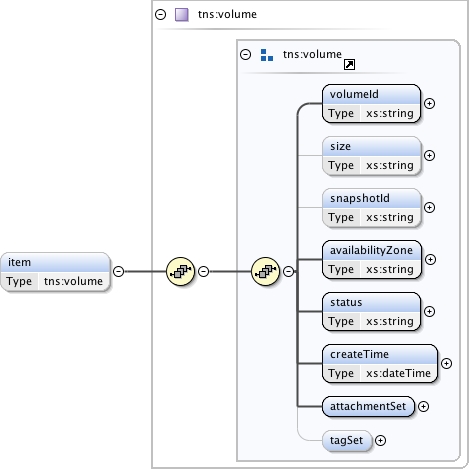 tns:volume
tns:volume
volumeId
Type xs:string
size
Type xs:string
snapshotId
Type xs:string
availabilityZone
Type xs:string
item
Type tns:volume
status
Type xs:string
createTime
Type xs:dateTime
attachmentSet
tagSet